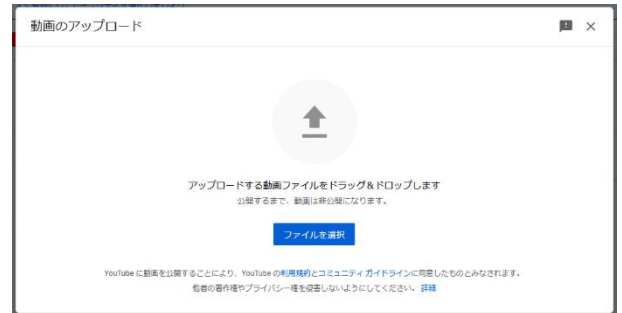 動画のアップロード
アップロードする動画ファイルをドラッグ＆ドロップします
公開するまで、動画は非公開になります。
ファイルを選択
YouTube に動画を公開することにより、YouTube の利用規約とコミュニティ ガイドラインに同意したものとみなされます。
他者の著作権やプライバシー権を侵害しないようにしてください。 詳細